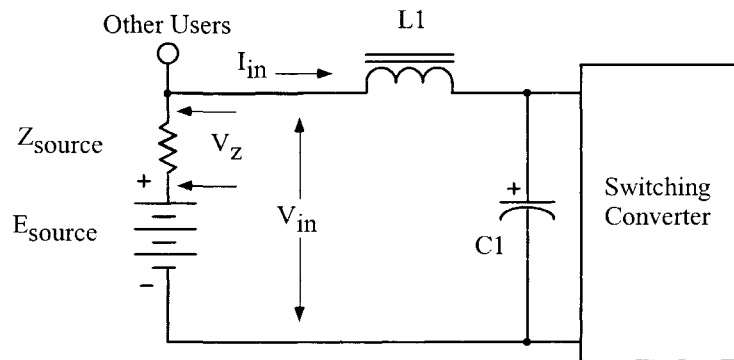 Other Users
L1
I_in
Z_source
V_z
+
E_source
V_in
+
C1
Switching
Converter
-